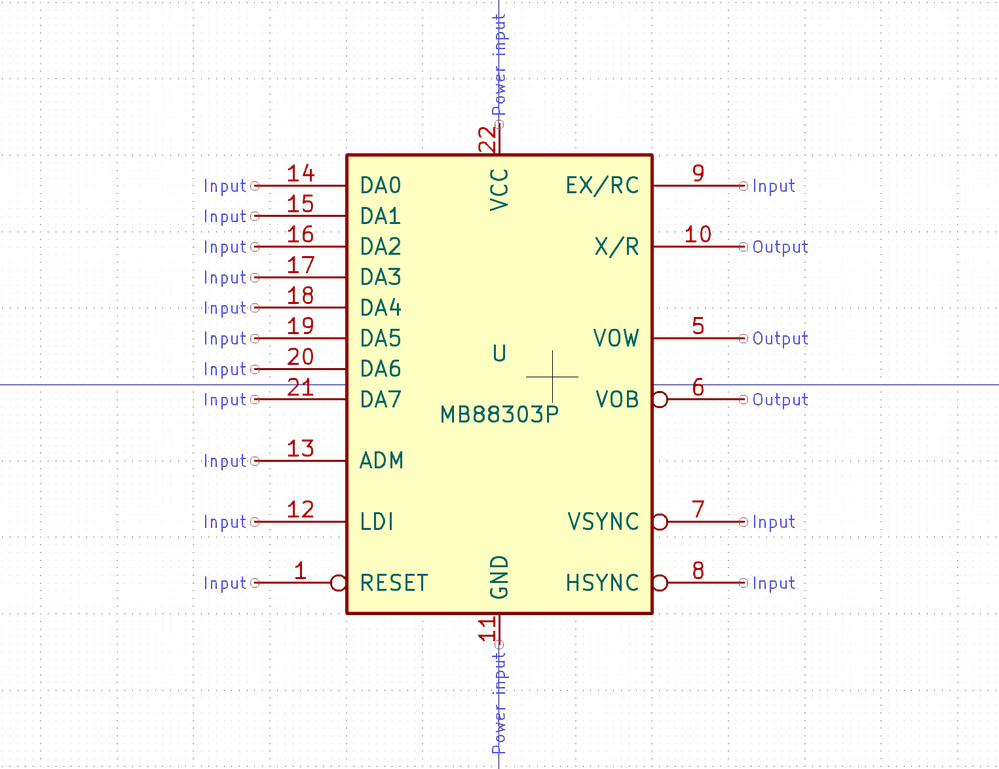 Power input
22
VCC
Input 14 DA0
EX/RC 9 Input
Input 15 DA1
Input 16 DA2
X/R 10 Output
Input 17 DA3
Input 18 DA4
Input 19 DA5
VOW 5 Output
U
Input 20 DA6
Input 21 DA7
VOB 6 Output
MB88303P
Input 13 ADM
Input 12 LDI
VSYNC 7 Input
Input 1 RESET
HSYNC 8 Input
GND
11
Power input